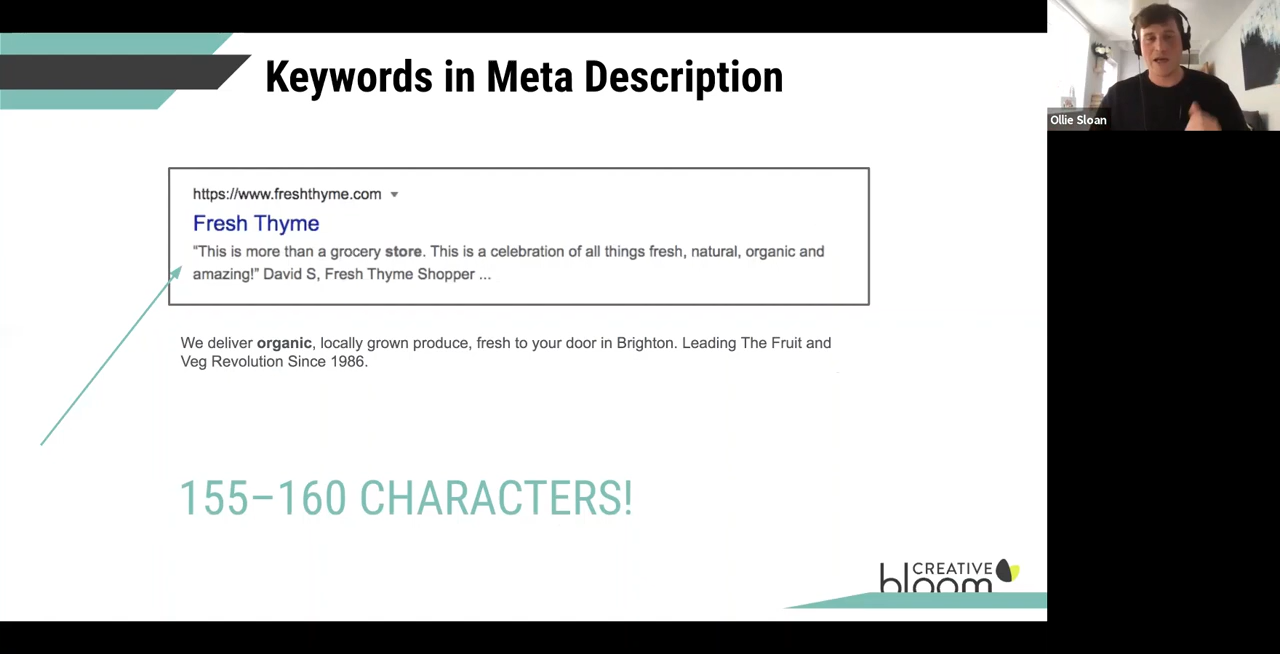 Keywords in Meta Description
Ollie Sloan
https://www.freshthyme.com
Fresh Thyme
"This is more than a grocery store. This is a celebration of all things fresh, natural, organic and
amazing!” David S, Fresh Thyme Shopper ...
We deliver organic, locally grown produce, fresh to your door in Brighton. Leading The Fruit and
Veg Revolution Since 1986.
155–160 CHARACTERS!
CREATIVE
bloom